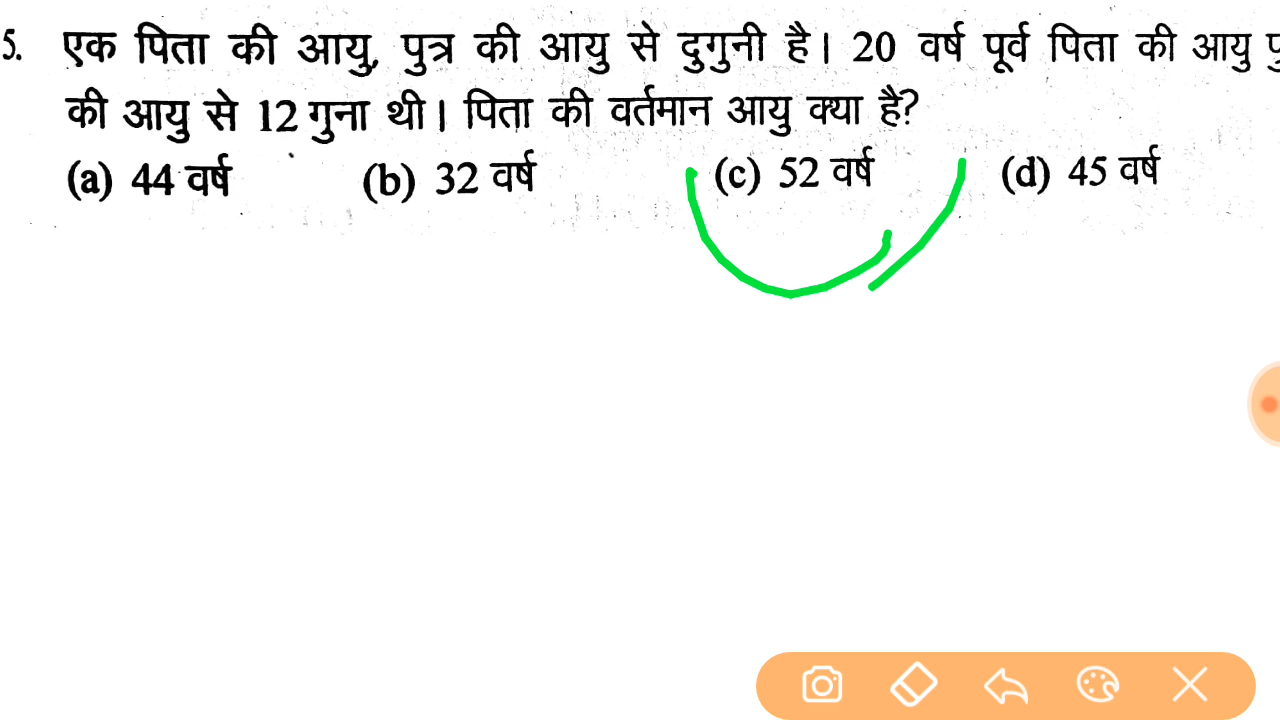 5. एक पिता की आयु, पुत्र की आयु से दुगुनी है। 20 वर्ष पूर्व पिता की आयु
की आयु से 12 गुना थी। पिता की वर्तमान आयु क्या है?
(a) 44 वर्ष (b) 32 वर्ष (c) 52 वर्ष (d) 45 वर्ष